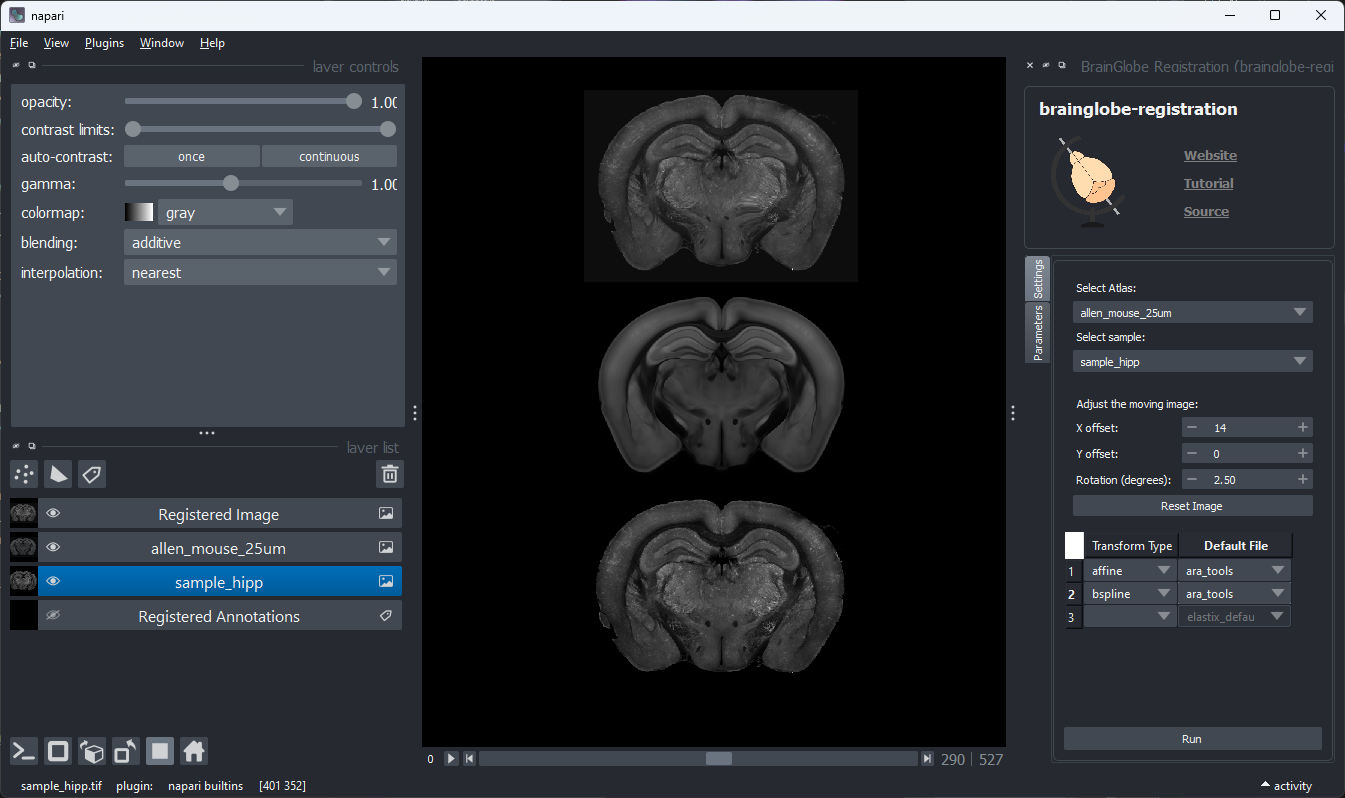 napari
File View Plugins Window Help
layer controls
opacity: 1.00
contrast limits:
auto-contrast: once continuous
gamma: 1.00
colormap: gray
blending: additive
interpolation: nearest
layer list
Registered Image
allen_mouse_25um
sample_hipp
Registered Annotations
0 290 527
sample_hipp.tif plugin: napari builtins [401 352]
BrainGlobe Registration (brainglobe-regi
brainglobe-registration
Website
Tutorial
Source
Settings
Parameters
Select Atlas:
allen_mouse_25um
Select sample:
sample_hipp
Adjust the moving image:
X offset: 14
Y offset: 0
Rotation (degrees): 2.50
Reset Image
Transform Type Default File
1 affine ara_tools
2 bspline ara_tools
3 elastix_defau
Run
activity